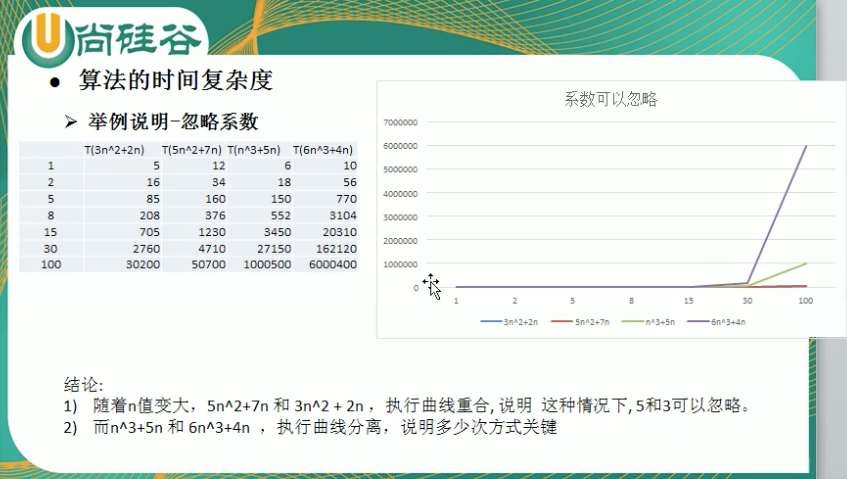 尚硅谷
● 算法的时间复杂度
➢ 举例说明-忽略系数
T(3n^2+2n) T(5n^2+7n) T(n^3+5n) T(6n^3+4n)
1 5 12 6 10
2 16 34 18 56
5 85 160 150 770
8 208 376 552 3104
15 705 1230 3450 20310
30 2760 4710 27150 162120
100 30200 50700 1000500 6000400
系数可以忽略
7000000
6000000
5000000
4000000
3000000
2000000
1000000
0
1 2 5 8 15 30 100
3n^2+2n 5n^2+7n n^3+5n 6n^3+4n
结论:
1) 随着n值变大，5n^2+7n 和 3n^2 + 2n ，执行曲线重合, 说明 这种情况下, 5和3可以忽略。
2) 而n^3+5n 和 6n^3+4n ，执行曲线分离，说明多少次方式关键